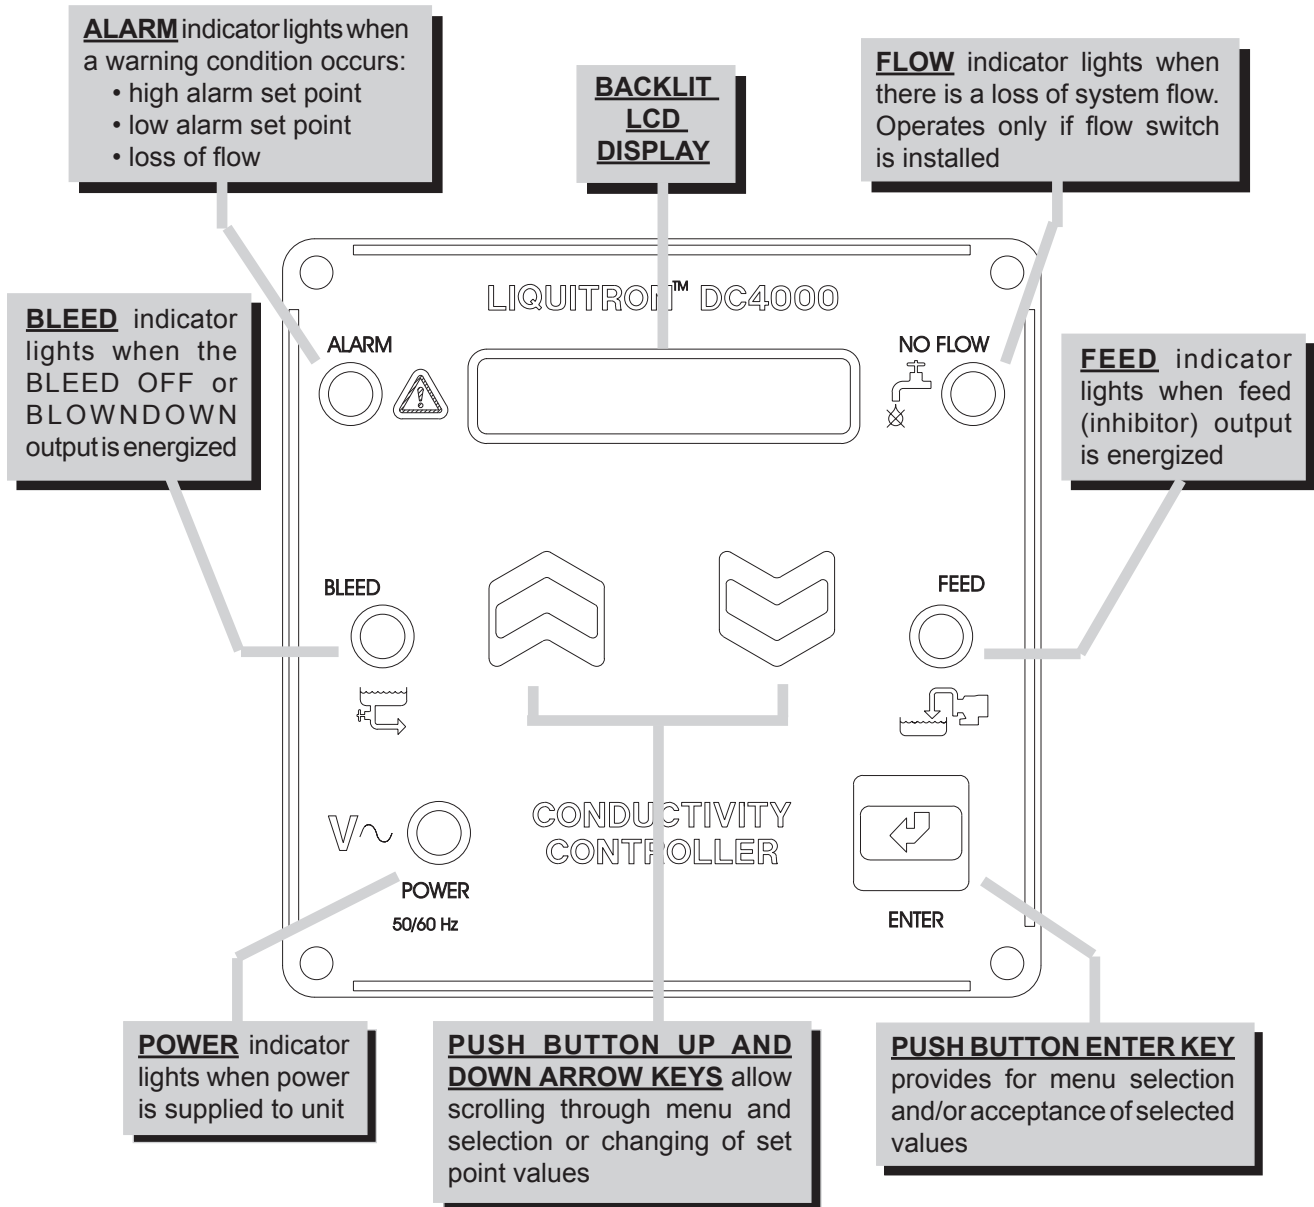 ALARM indicator lights when
a warning condition occurs:
• high alarm set point
• low alarm set point
• loss of flow
BACKLIT
LCD
DISPLAY
FLOW indicator lights when
there is a loss of system flow.
Operates only if flow switch
is installed
BLEED indicator
lights when the
BLEED OFF or
BLOWNDOWN
output is energized
LIQUITRON™ DC4000
ALARM
NO FLOW
FEED indicator
lights when feed
(inhibitor) output
is energized
BLEED
FEED
V
POWER
50/60 Hz
CONDUCTIVITY
CONTROLLER
ENTER
POWER indicator
lights when power
is supplied to unit
PUSH BUTTON UP AND
DOWN ARROW KEYS allow
scrolling through menu and
selection or changing of set
point values
PUSH BUTTON ENTER KEY
provides for menu selection
and/or acceptance of selected
values